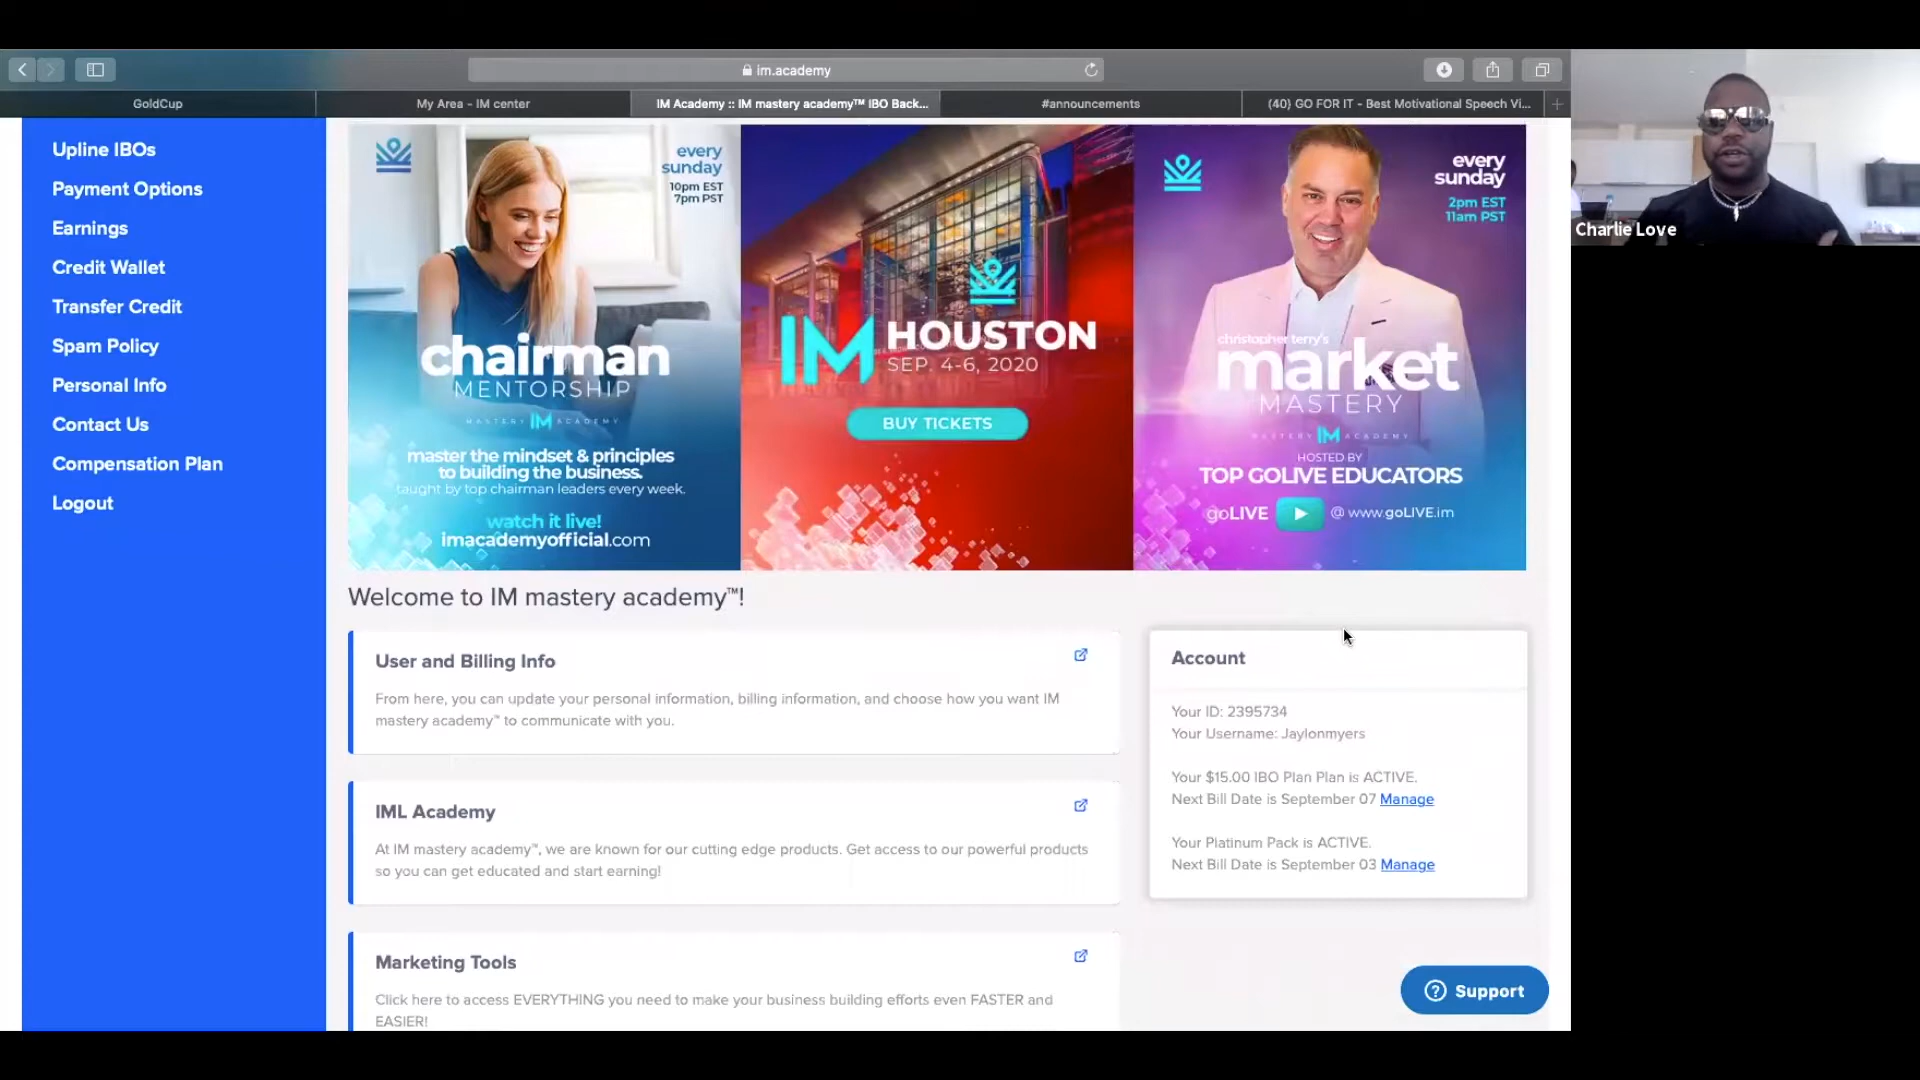 im.academy
GoldCup
My Area - IM center
IM Academy :: IM mastery academy™ IBO Back...
#announcements
(40) GO FOR IT - Best Motivational Speech Vi...
Charlie Love
Upline IBOs
Payment Options
Earnings
Credit Wallet
Transfer Credit
Spam Policy
Personal Info
Contact Us
Compensation Plan
Logout
every
sunday
10pm EST
7pm PST
chairman
MENTORSHIP
MASTERY IM ACADEMY
master the mindset & principles
to building the business.
taught by top chairman leaders every week.
watch it live!
imacademyofficial.com
IM HOUSTON
SEP. 4-6, 2020
BUY TICKETS
every
sunday
2pm EST
11am PST
christopher terry's
market
MASTERY
MASTERY IM ACADEMY
HOSTED BY
TOP GOLIVE EDUCATORS
goLIVE @ www.goLIVE.im
Welcome to IM mastery academy™!
User and Billing Info
From here, you can update your personal information, billing information, and choose how you want IM
mastery academy™ to communicate with you.
IML Academy
At IM mastery academy™, we are known for our cutting edge products. Get access to our powerful products
so you can get educated and start earning!
Marketing Tools
Click here to access EVERYTHING you need to make your business building efforts even FASTER and
EASIER!
Account
Your ID: 2395734
Your Username: Jaylonmyers
Your $15.00 IBO Plan Plan is ACTIVE.
Next Bill Date is September 07 Manage
Your Platinum Pack is ACTIVE.
Next Bill Date is September 03 Manage
Support